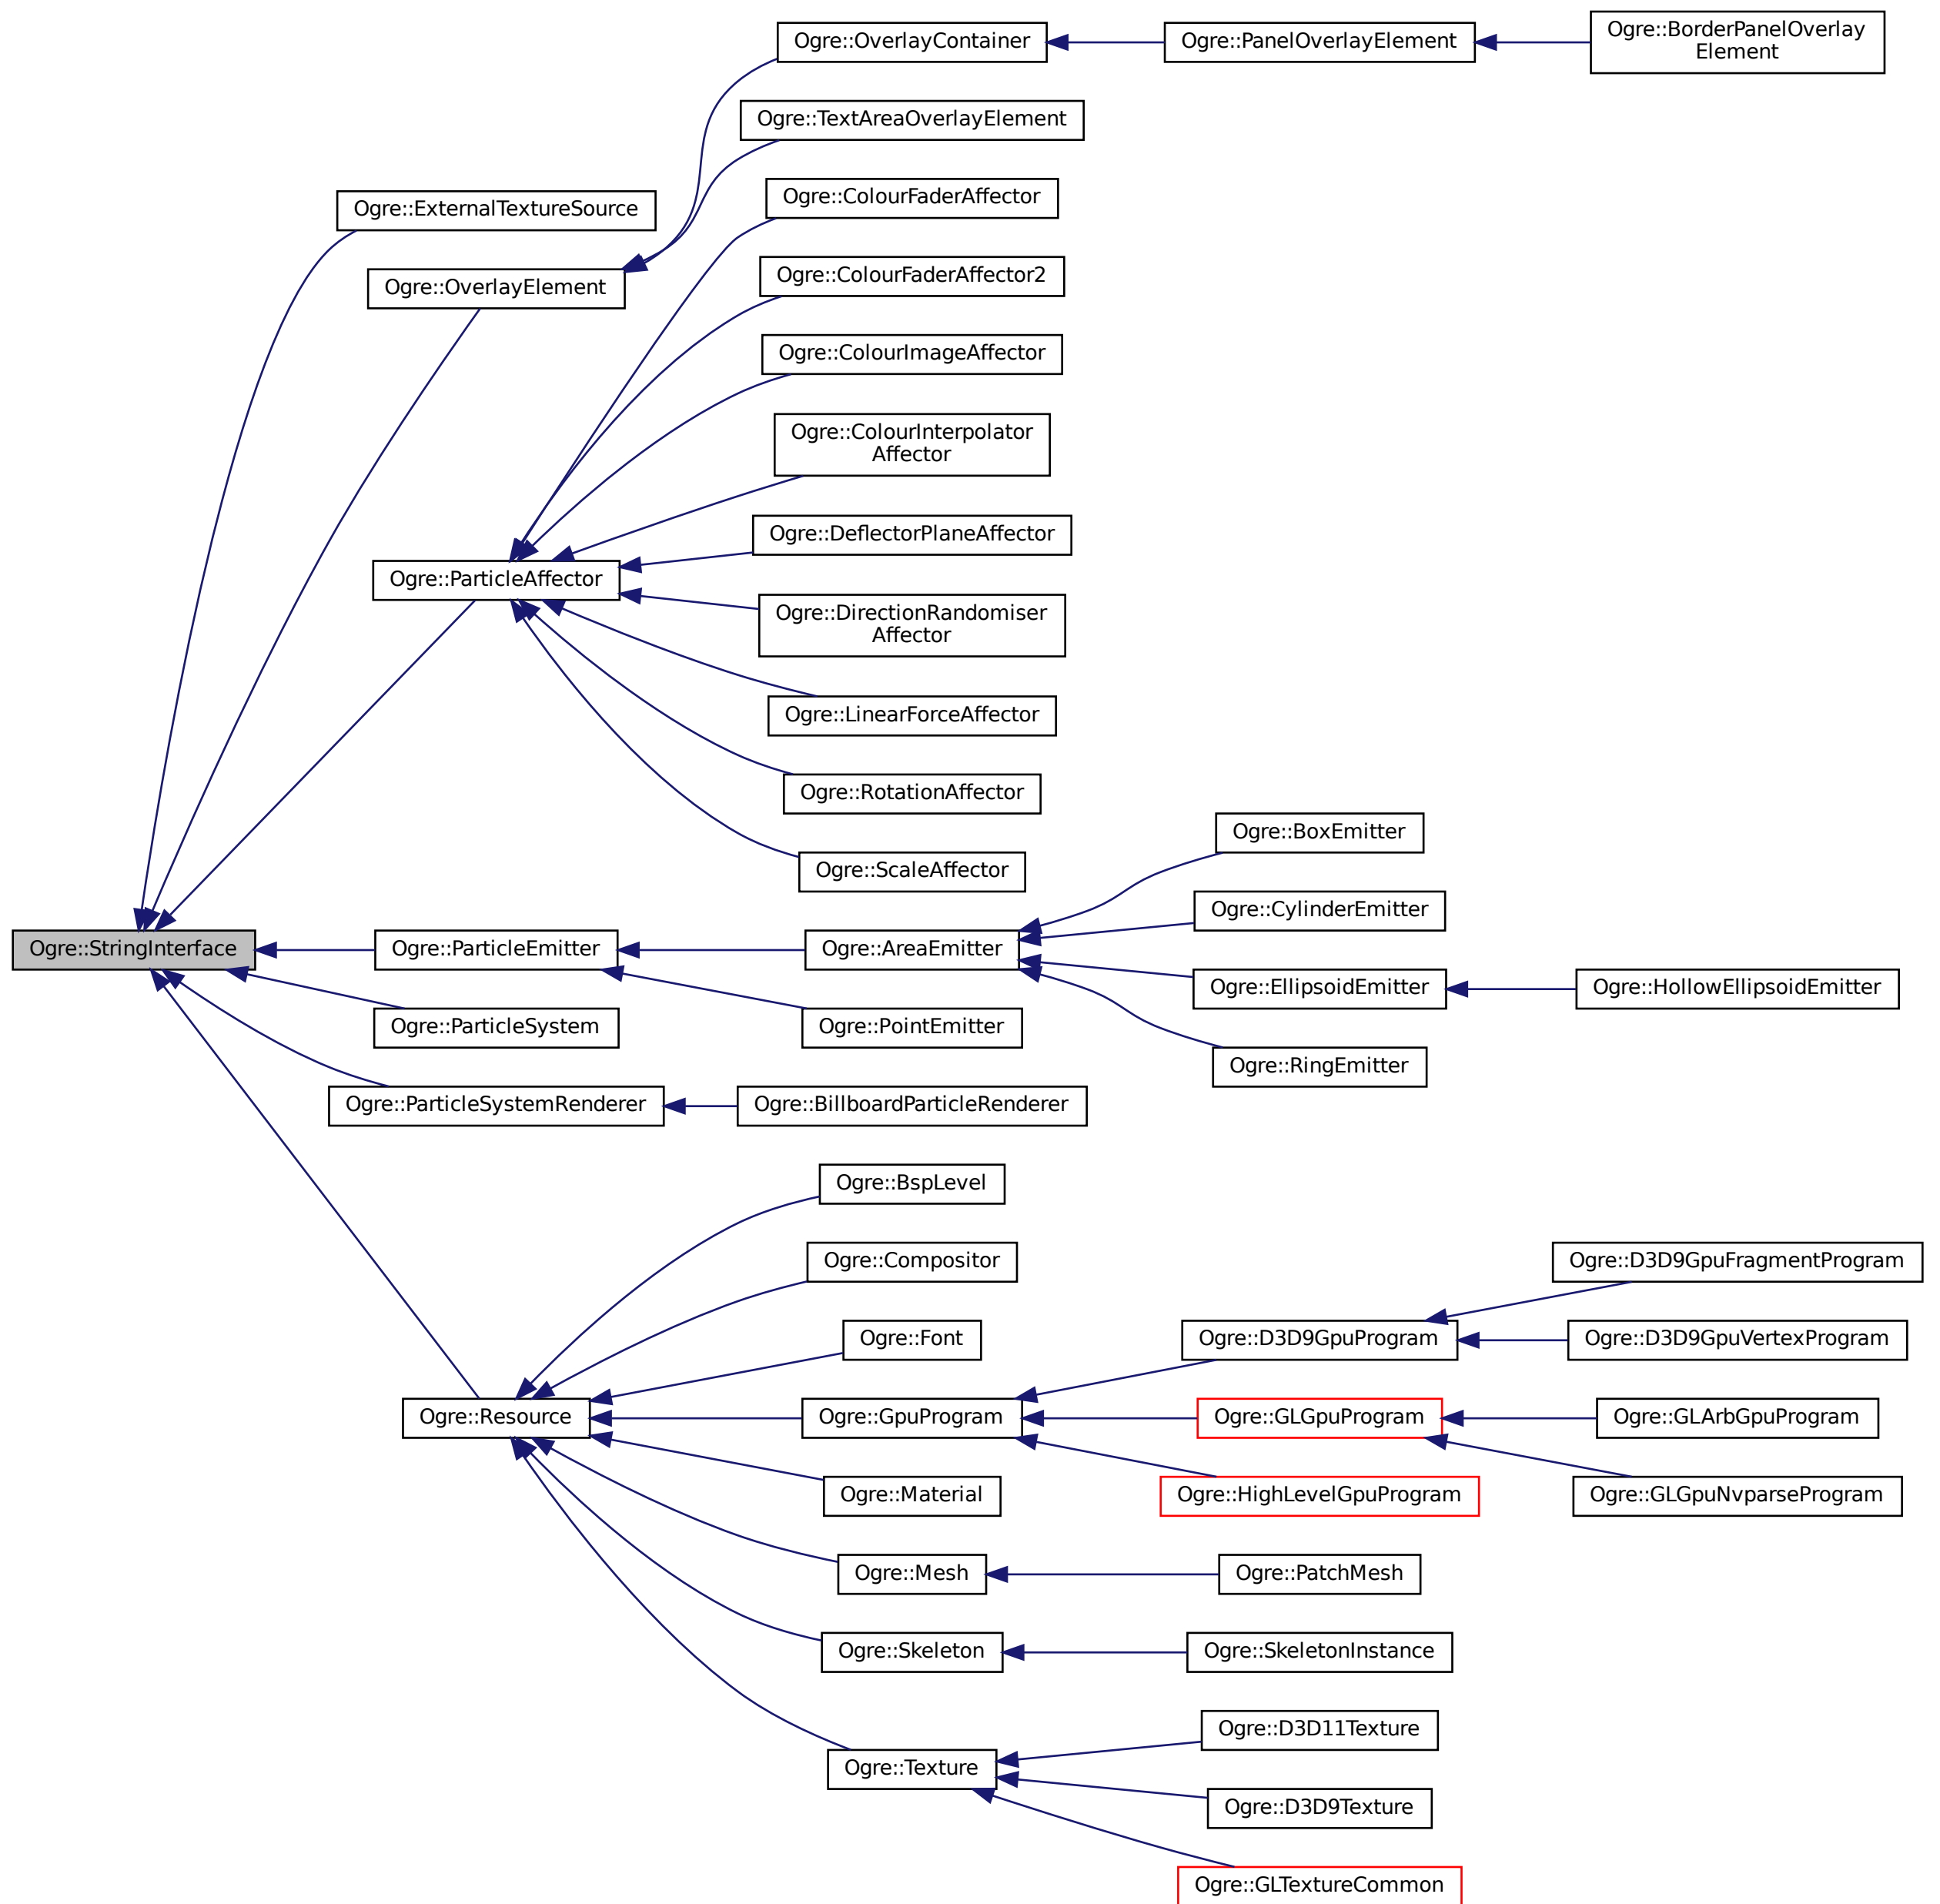 Ogre::OverlayContainer
Ogre::PanelOverlayElement
Ogre::BorderPanelOverlay
Element
Ogre::TextAreaOverlayElement
Ogre::ExternalTextureSource
Ogre::ColourFaderAffector
Ogre::OverlayElement
Ogre::ColourFaderAffector2
Ogre::ColourImageAffector
Ogre::ColourInterpolator
Affector
Ogre::DeflectorPlaneAffector
Ogre::ParticleAffector
Ogre::DirectionRandomiser
Affector
Ogre::LinearForceAffector
Ogre::RotationAffector
Ogre::ScaleAffector
Ogre::BoxEmitter
Ogre::CylinderEmitter
Ogre::StringInterface
Ogre::ParticleEmitter
Ogre::AreaEmitter
Ogre::EllipsoidEmitter
Ogre::HollowEllipsoidEmitter
Ogre::ParticleSystem
Ogre::PointEmitter
Ogre::RingEmitter
Ogre::ParticleSystemRenderer
Ogre::BillboardParticleRenderer
Ogre::BspLevel
Ogre::Compositor
Ogre::D3D9GpuFragmentProgram
Ogre::Font
Ogre::D3D9GpuProgram
Ogre::D3D9GpuVertexProgram
Ogre::Resource
Ogre::GpuProgram
Ogre::GLGpuProgram
Ogre::GLArbGpuProgram
Ogre::Material
Ogre::HighLevelGpuProgram
Ogre::GLGpuNvparseProgram
Ogre::Mesh
Ogre::PatchMesh
Ogre::Skeleton
Ogre::SkeletonInstance
Ogre::D3D11Texture
Ogre::Texture
Ogre::D3D9Texture
Ogre::GLTextureCommon